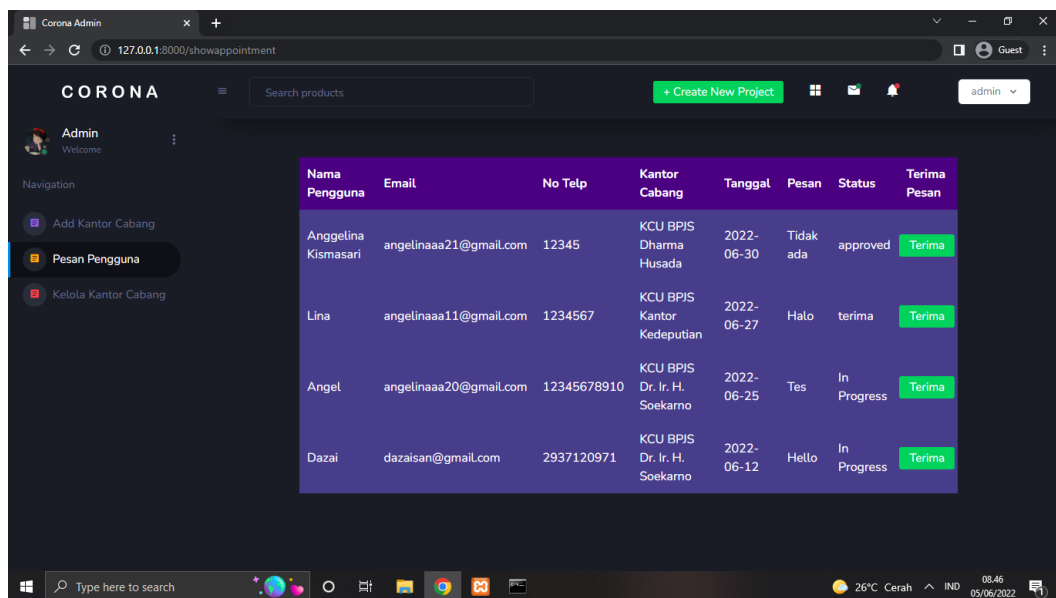 Corona Admin
127.0.0.1:8000/showappointment
Guest
CORONA
Search products
+ Create New Project
admin
Admin
Welcome
Navigation
Add Kantor Cabang
Pesan Pengguna
Kelola Kantor Cabang
Nama Pengguna Email No Telp Kantor Cabang Tanggal Pesan Status Terima Pesan
Anggelina Kismasari angelinaaa21@gmail.com 12345 KCU BPJS Dharma Husada 2022-06-30 Tidak ada approved Terima
Lina angelinaaa11@gmail.com 1234567 KCU BPJS Kantor Kedeputian 2022-06-27 Halo terima Terima
Angel angelinaaa20@gmail.com 12345678910 KCU BPJS Dr. Ir. H. Soekarno 2022-06-25 Tes In Progress Terima
Dazai dazaisan@gmail.com 2937120971 KCU BPJS Dr. Ir. H. Soekarno 2022-06-12 Hello In Progress Terima
Type here to search
26°C Cerah
IND
08.46
05/06/2022
1